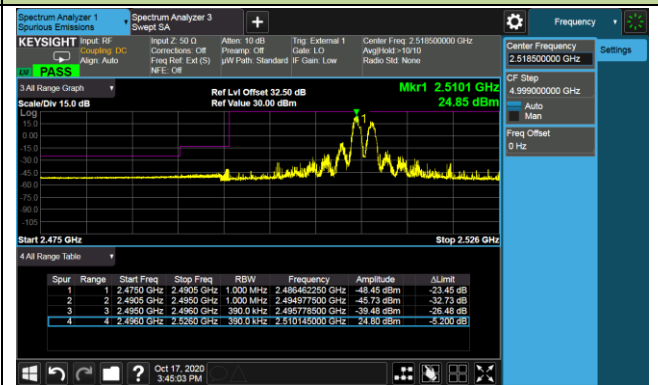 Spectrum Analyzer 1
Spurious Emissions
Spectrum Analyzer 3
Swept SA
Frequency
KEYSIGHT
Input: RF
Coupling: DC
Align: Auto
Input Z: 50 Ω
Corrections: Off
Freq Ref: Ext (S)
NFE: Off
Atten: 10 dB
Preamp: Off
µW Path: Standard
Trig: External 1
Gate: LO
IF Gain: Low
Center Freq: 2.518500000 GHz
Avg|Hold:>10/10
Radio Std: None
PASS
Center Frequency
2.518500000 GHz
Settings
CF Step
4.999000000 GHz
Auto
Man
Freq Offset
0 Hz
3 All Range Graph
Scale/Div 15.0 dB
Ref Lvl Offset 32.50 dB
Ref Value 30.00 dBm
Mkr1 2.5101 GHz
24.85 dBm
Log
15.0
0.00
-15.0
-30.0
-45.0
-60.0
-75.0
-90.0
-105
1
Start 2.475 GHz
Stop 2.526 GHz
4 All Range Table
Spur Range Start Freq Stop Freq RBW Frequency Amplitude ΔLimit
1 1 2.4750 GHz 2.4905 GHz 1.000 MHz 2.486462250 GHz -48.45 dBm -23.45 dB
2 2 2.4905 GHz 2.4950 GHz 1.000 MHz 2.494977500 GHz -45.73 dBm -32.73 dB
3 3 2.4950 GHz 2.4960 GHz 390.0 kHz 2.495778500 GHz -39.48 dBm -26.48 dB
4 4 2.4960 GHz 2.5260 GHz 390.0 kHz 2.510145000 GHz 24.80 dBm -5.200 dB
Oct 17, 2020
3:45:03 PM